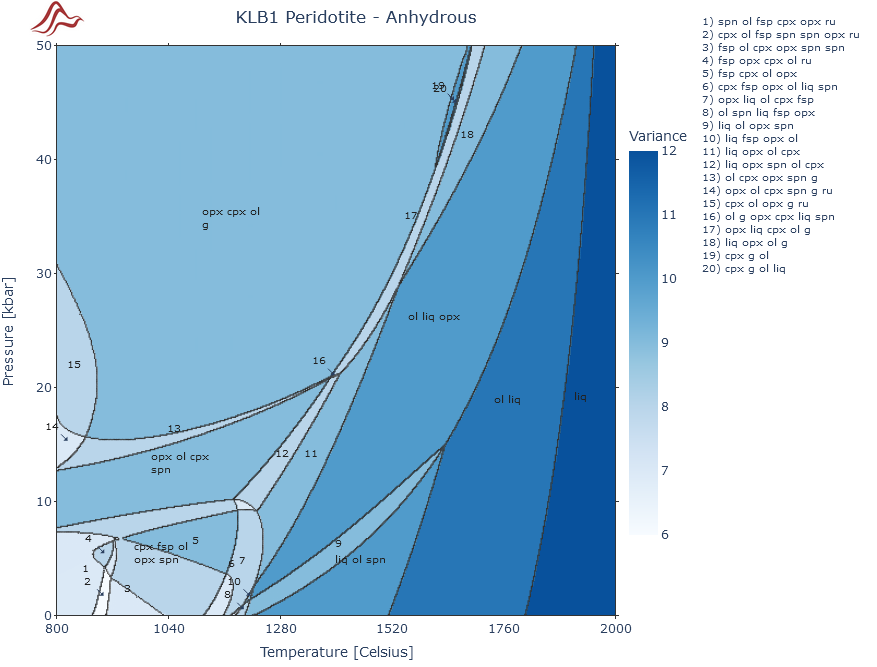 KLB1 Peridotite - Anhydrous
1) spn ol fsp cpx opx ru
2) cpx ol fsp spn spn opx ru
3) fsp ol cpx opx spn spn
4) fsp opx cpx ol ru
5) fsp cpx ol opx
6) cpx fsp opx ol liq spn
7) opx liq ol cpx fsp
8) ol spn liq fsp opx
9) liq ol opx spn
10) liq fsp opx ol
11) liq opx ol cpx
12) liq opx spn ol cpx
13) ol cpx opx spn g
14) opx ol cpx spn g ru
15) cpx ol opx g ru
16) ol g opx cpx liq spn
17) opx liq cpx ol g
18) liq opx ol g
19) cpx g ol
20) cpx g ol liq
Variance
12
11
10
9
8
7
6
Pressure [kbar]
50
40
30
20
10
0
19
20
18
opx cpx ol
g
17
ol liq opx
16
15
ol liq
liq
14
13
opx ol cpx
spn
12
11
4
5
cpx fsp ol
opx spn
9
liq ol spn
1
6
7
2
3
10
8
800
1040
1280
1520
1760
2000
Temperature [Celsius]